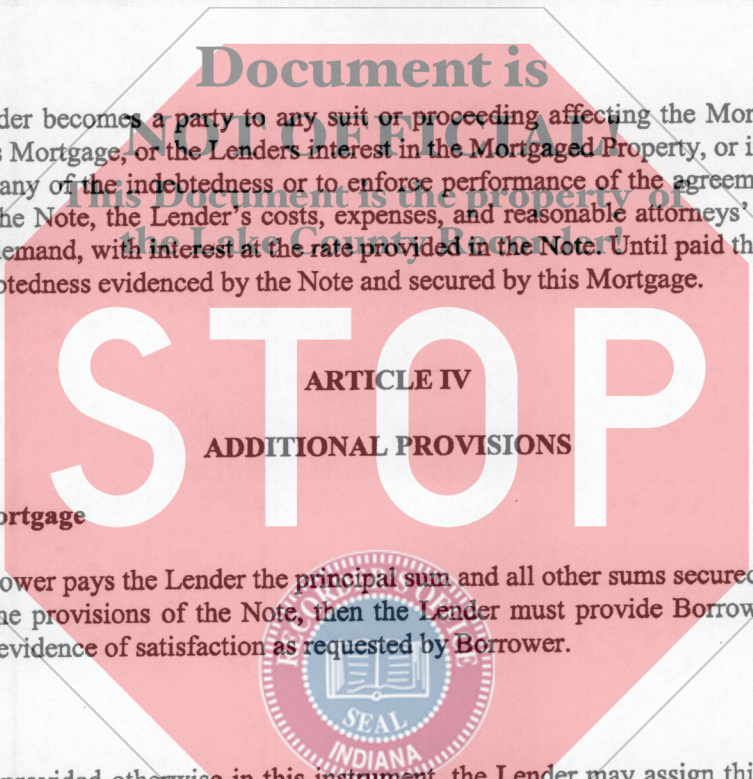 Document is
der becomes a party to any suit or proceeding affecting the Mor
NOT OFFICIAL!
s Mortgage, or the Lenders interest in the Mortgaged Property, or i
any of the indebtedness or to enforce performance of the agreem
This Document is the property of
he Note, the Lender's costs, expenses, and reasonable attorneys'
the Lake County Recorder!
emand, with interest at the rate provided in the Note. Until paid th
btedness evidenced by the Note and secured by this Mortgage.
STOP
ARTICLE IV
ADDITIONAL PROVISIONS
ortgage
ower pays the Lender the principal sum and all other sums secured
he provisions of the Note, then the Lender must provide Borrow
evidence of satisfaction as requested by Borrower.
RECORDER'S OFFICE
SEAL
INDIANA
provided otherwise in this instrument, the Lender may assign thi